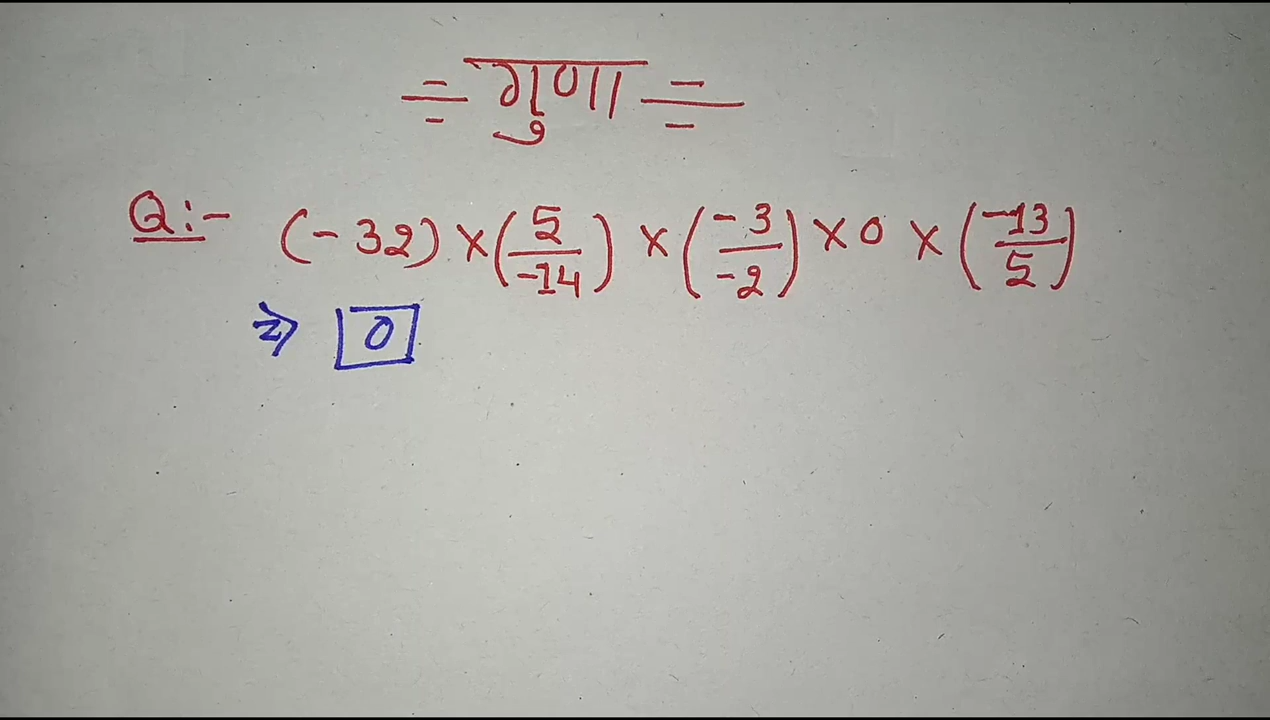 = गुणा =
Q:- (-32) × (5/-14) × (-3/-2) × 0 × (-13/5)
⇒ 0